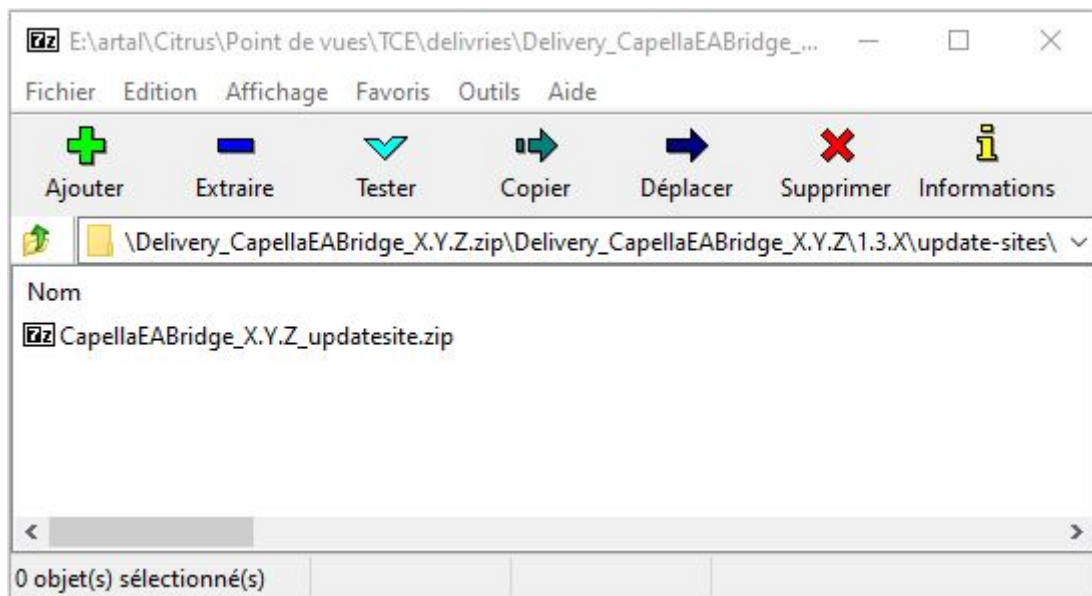 E:\artal\Citrus\Point de vues\TCE\delivries\Delivery_CapellaEABridge_...
Fichier Edition Affichage Favoris Outils Aide
Ajouter Extraire Tester Copier Déplacer Supprimer Informations
\Delivery_CapellaEABridge_X.Y.Z.zip\Delivery_CapellaEABridge_X.Y.Z\1.3.X\update-sites\
Nom
7z CapellaEABridge_X.Y.Z_updatesite.zip
0 objet(s) sélectionné(s)